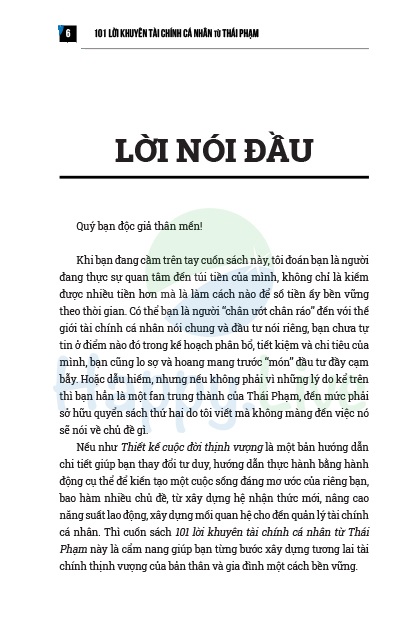 6 101 LỜI KHUYÊN TÀI CHÍNH CÁ NHÂN TỪ THÁI PHẠM
LỜI NÓI ĐẦU
Quý bạn độc giả thân mến!
Khi bạn đang cầm trên tay cuốn sách này, tôi đoán bạn là người
đang thực sự quan tâm đến túi tiền của mình, không chỉ là kiếm
được nhiều tiền hơn mà là làm cách nào để số tiền ấy bền vững
theo thời gian. Có thể bạn là người “chân ướt chân ráo” đến với thế
giới tài chính cá nhân nói chung và đầu tư nói riêng, bạn chưa tự
tin ở điểm nào đó trong kế hoạch phân bổ, tiết kiệm và chi tiêu của
mình, bạn cũng lo sợ và hoang mang trước “món” đầu tư đầy cạm
bẫy. Hoặc dẫu hiếm, nhưng nếu không phải vì những lý do kể trên
thì bạn hẳn là một fan trung thành của Thái Phạm, đến mức phải
sở hữu quyển sách thứ hai do tôi viết mà không màng đến việc nó
sẽ nói về chủ đề gì.
Nếu như Thiết kế cuộc đời thịnh vượng là một bản hướng dẫn
chi tiết giúp bạn thay đổi tư duy, hướng dẫn thực hành bằng hành
động cụ thể để kiến tạo một cuộc sống đáng mơ ước của riêng bạn,
bao hàm nhiều chủ đề, từ xây dựng hệ nhận thức mới, nâng cao
năng suất lao động, xây dựng mối quan hệ cho đến quản lý tài chính
cá nhân. Thì cuốn sách 101 lời khuyên tài chính cá nhân từ Thái
Phạm này là cẩm nang giúp bạn từng bước xây dựng tương lai tài
chính thịnh vượng của bản thân và gia đình một cách bền vững.
Happy.Live